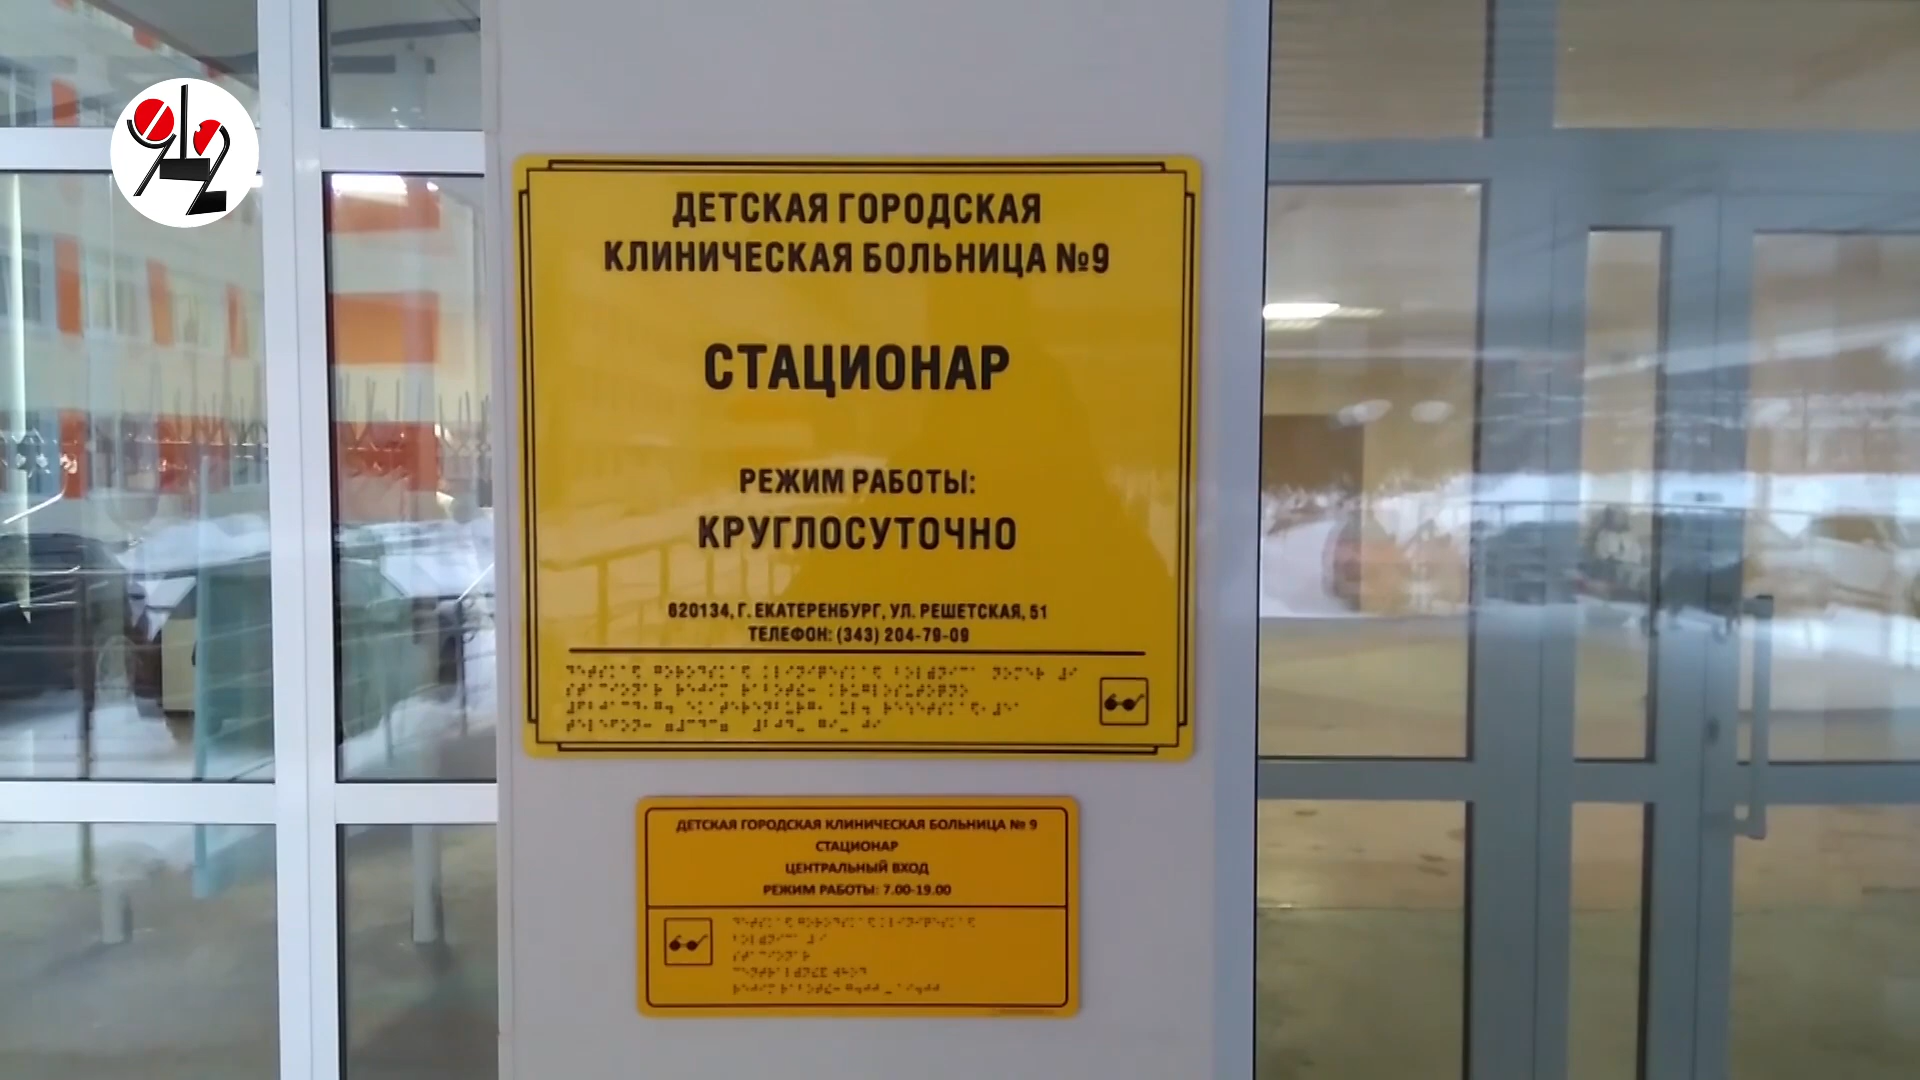 912
ДЕТСКАЯ ГОРОДСКАЯ
КЛИНИЧЕСКАЯ БОЛЬНИЦА №9
СТАЦИОНАР
РЕЖИМ РАБОТЫ:
КРУГЛОСУТОЧНО
620134, Г. ЕКАТЕРЕНБУРГ, УЛ. РЕШЕТСКАЯ, 51
ТЕЛЕФОН: (343) 204-79-09
ДЕТСКАЯ ГОРОДСКАЯ КЛИНИЧЕСКАЯ БОЛЬНИЦА № 9
СТАЦИОНАР
ЦЕНТРАЛЬНЫЙ ВХОД
РЕЖИМ РАБОТЫ: 7.00-19.00